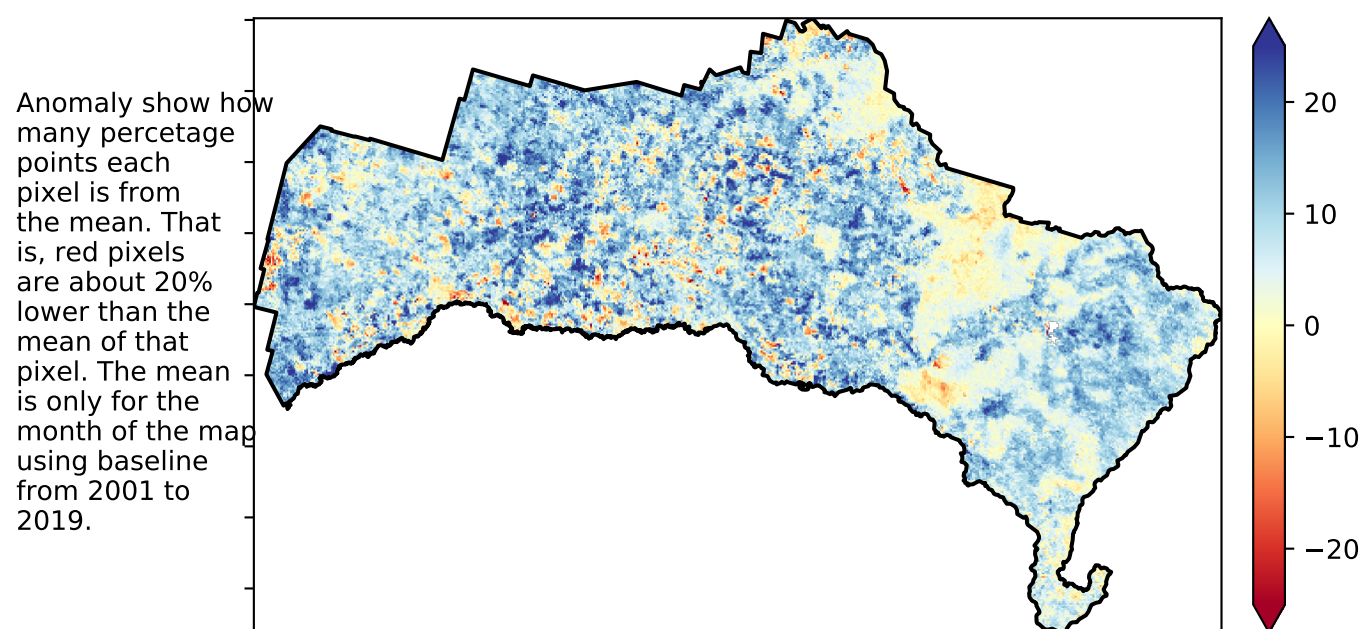 Anomaly show how
many percetage
points each
pixel is from
the mean. That
is, red pixels
are about 20%
lower than the
mean of that
pixel. The mean
is only for the
month of the map
using baseline
from 2001 to
2019.
20
10
0
−10
−20